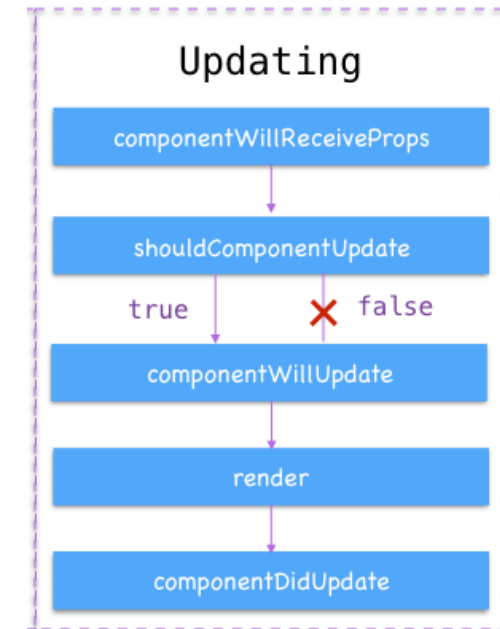 Updating
componentWillReceiveProps
shouldComponentUpdate
true false
componentWillUpdate
render
componentDidUpdate